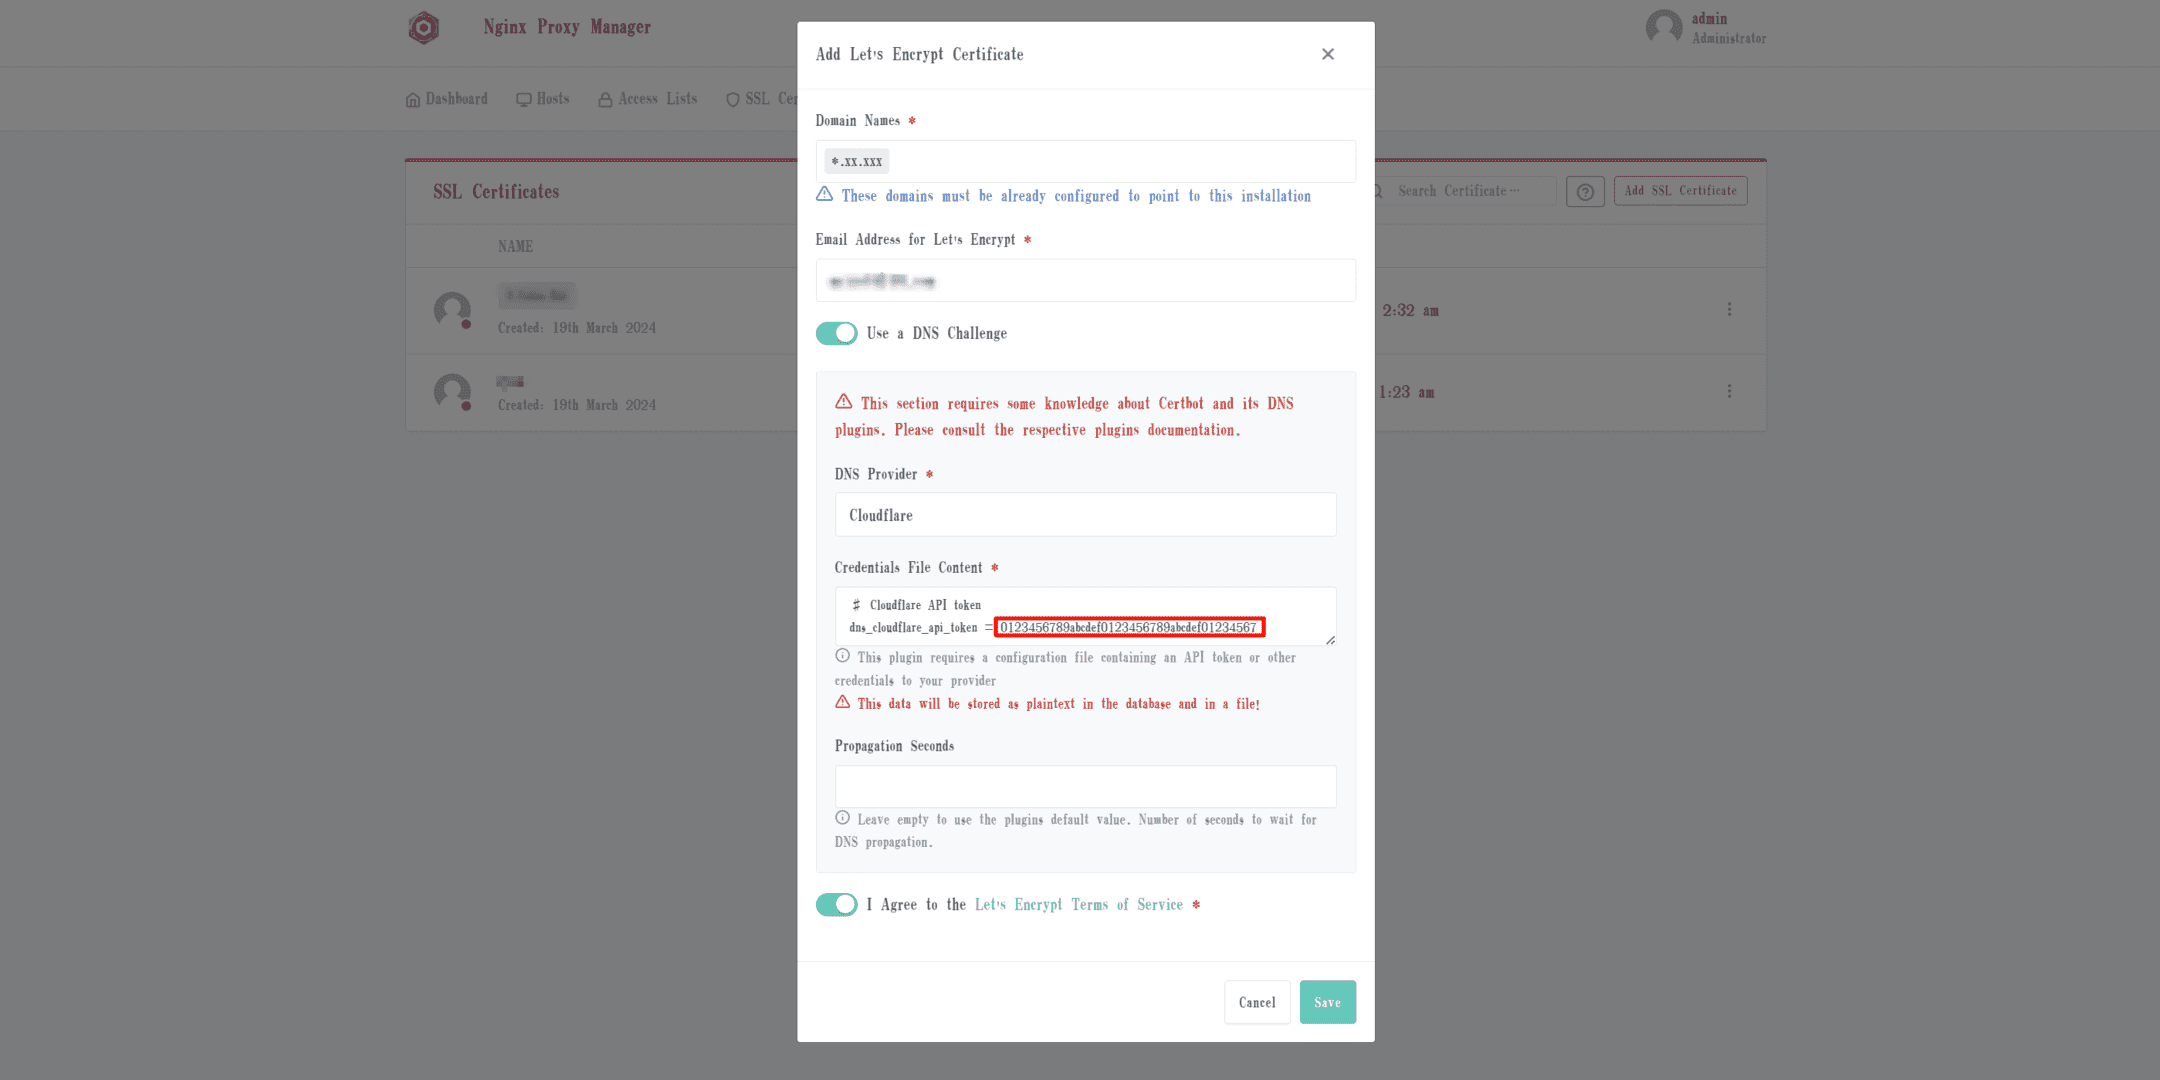 Nginx Proxy Manager
admin
Administrator
Dashboard Hosts Access Lists SSL Cer
SSL Certificates
Search Certificate…
Add SSL Certificate
NAME
Created: 19th March 2024
2:32 am
Created: 19th March 2024
1:23 am
Add Let's Encrypt Certificate
Domain Names *
*.xx.xxx
These domains must be already configured to point to this installation
Email Address for Let's Encrypt *
Use a DNS Challenge
This section requires some knowledge about Certbot and its DNS
plugins. Please consult the respective plugins documentation.
DNS Provider *
Cloudflare
Credentials File Content *
# Cloudflare API token
dns_cloudflare_api_token = 0123456789abcdef0123456789abcdef01234567
This plugin requires a configuration file containing an API token or other
credentials to your provider
This data will be stored as plaintext in the database and in a file!
Propagation Seconds
Leave empty to use the plugins default value. Number of seconds to wait for
DNS propagation.
I Agree to the Let's Encrypt Terms of Service *
Cancel
Save